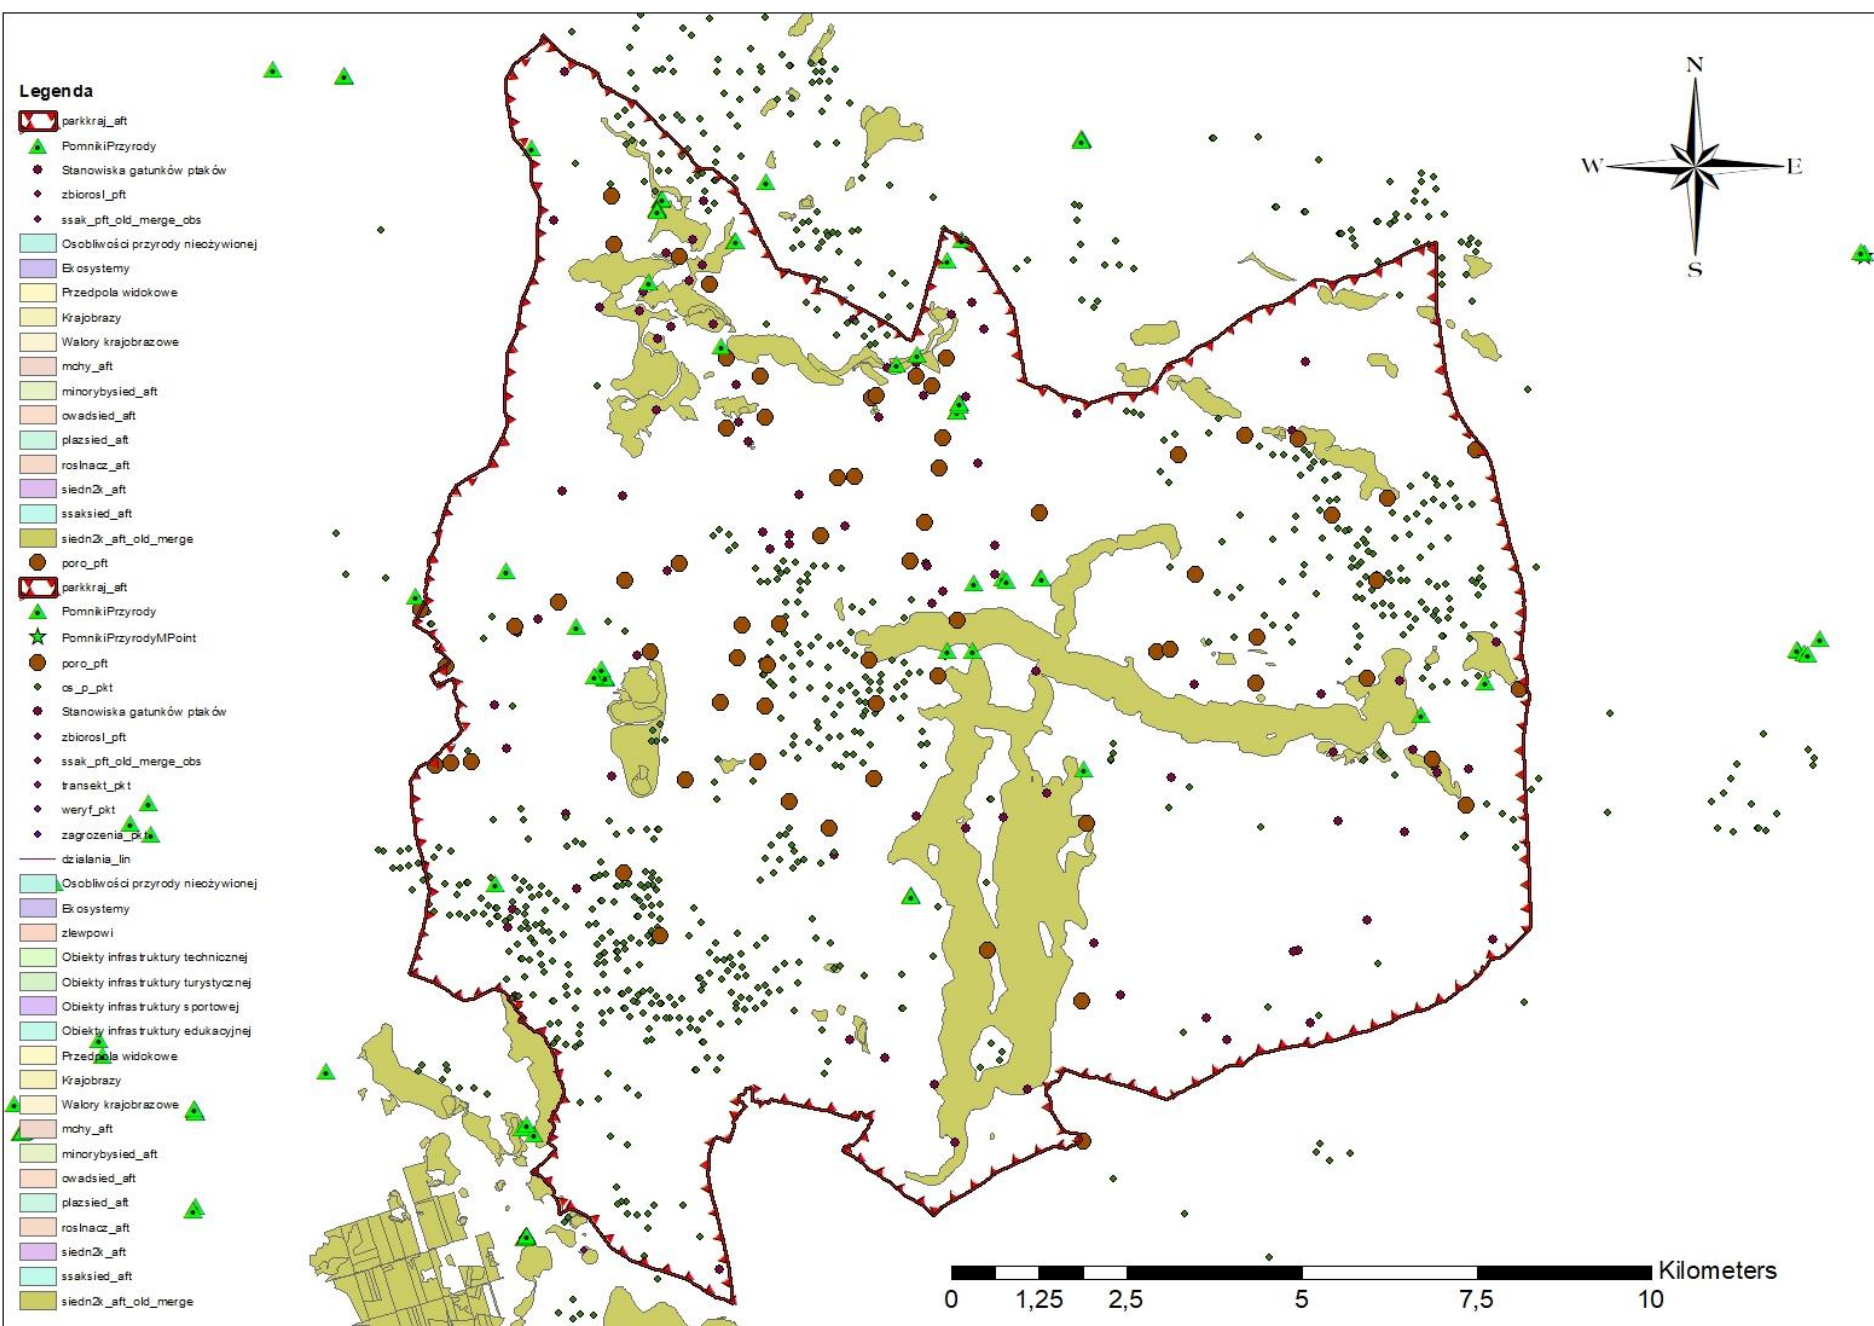 Legenda
parkkraj_aft
PomnikiPrzyrody
Stanowiska gatunków ptaków
zbiorosl_pft
ssak_pft_old_merge_obs
Osobliwości przyrody nieożywionej
Ekosystemy
Przedpola widokowe
Krajobrazy
Walory krajobrazowe
mchy_aft
minorybysied_aft
owadsied_aft
plazsied_aft
roslnacz_aft
siedn2k_aft
ssaksied_aft
siedn2k_aft_old_merge
poro_pft
parkkraj_aft
PomnikiPrzyrody
PomnikiPrzyrodyMPoint
poro_pft
os_p_pkt
Stanowiska gatunków ptaków
zbiorosl_pft
ssak_pft_old_merge_obs
transekt_pkt
weryf_pkt
zagrozenia_pkt
dzialania_lin
Osobliwości przyrody nieożywionej
Ekosystemy
zlewpowi
Obiekty infrastruktury technicznej
Obiekty infrastruktury turystycznej
Obiekty infrastruktury sportowej
Obiekty infrastruktury edukacyjnej
Przedpola widokowe
Krajobrazy
Walory krajobrazowe
mchy_aft
minorybysied_aft
owadsied_aft
plazsied_aft
roslnacz_aft
siedn2k_aft
ssaksied_aft
siedn2k_aft_old_merge
N
W E
S
Kilometers
0 1,25 2,5 5 7,5 10